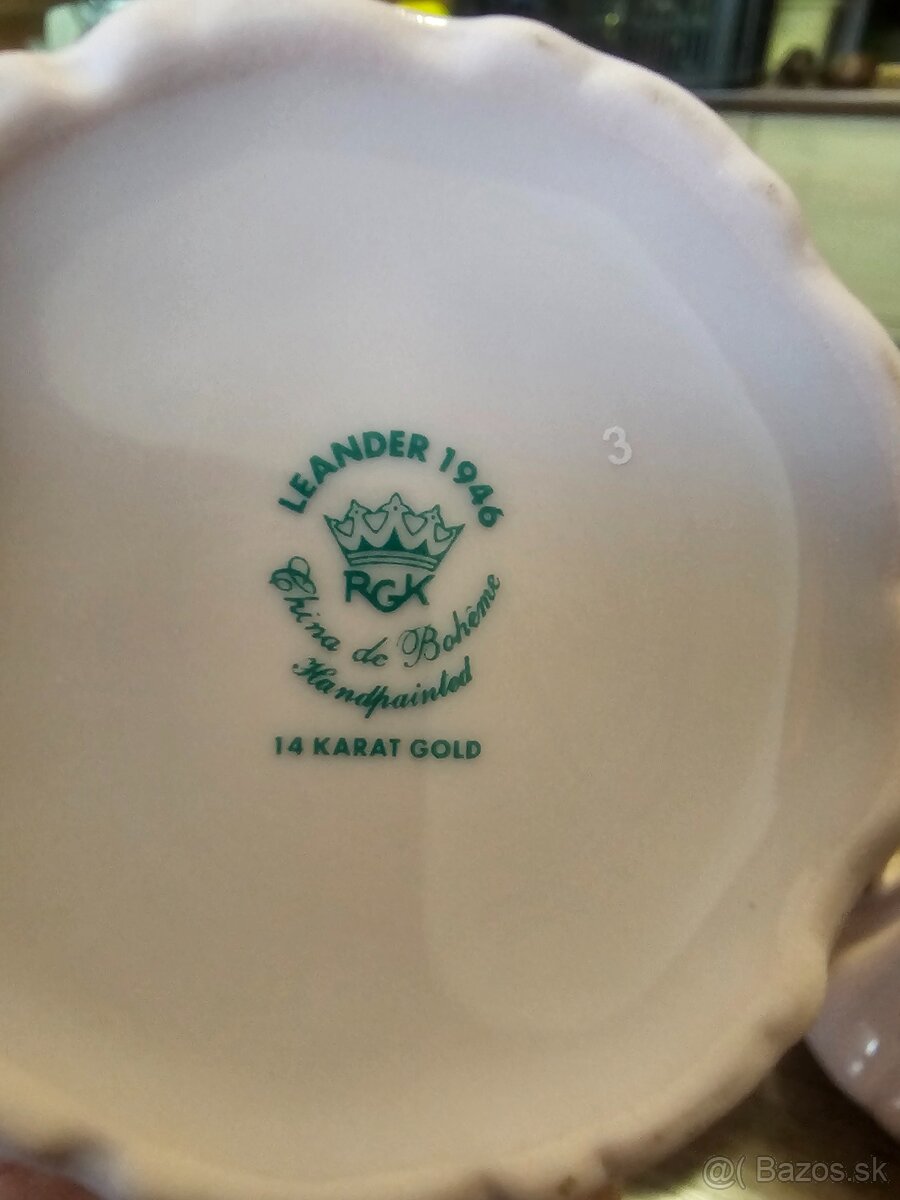 LEANDER 1946
3
RGK
China de Bohême
Handpainted
14 KARAT GOLD
@( Bazos.sk